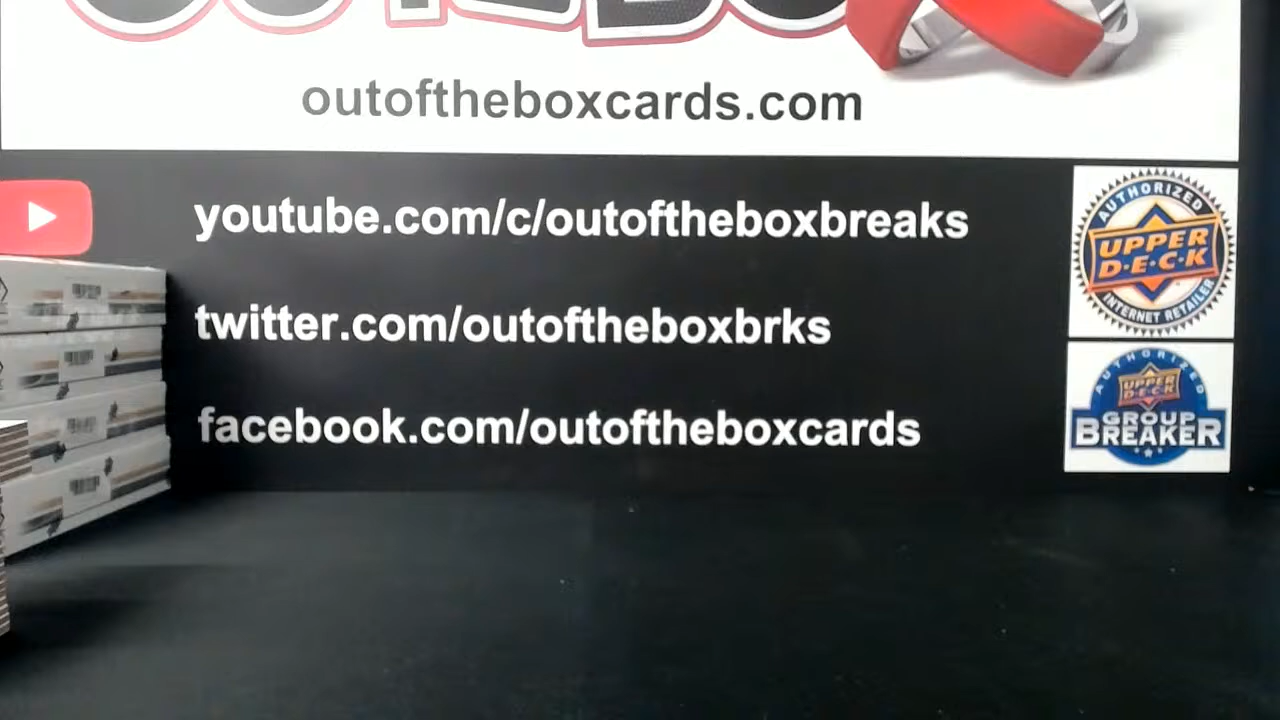 outoftheboxcards.com
youtube.com/c/outoftheboxbreaks
twitter.com/outoftheboxbrks
facebook.com/outoftheboxcards
AUTHORIZED
UPPER
D·E·C·K
INTERNET RETAILER
AUTHORIZED
UPPER
DECK
GROUP
BREAKER